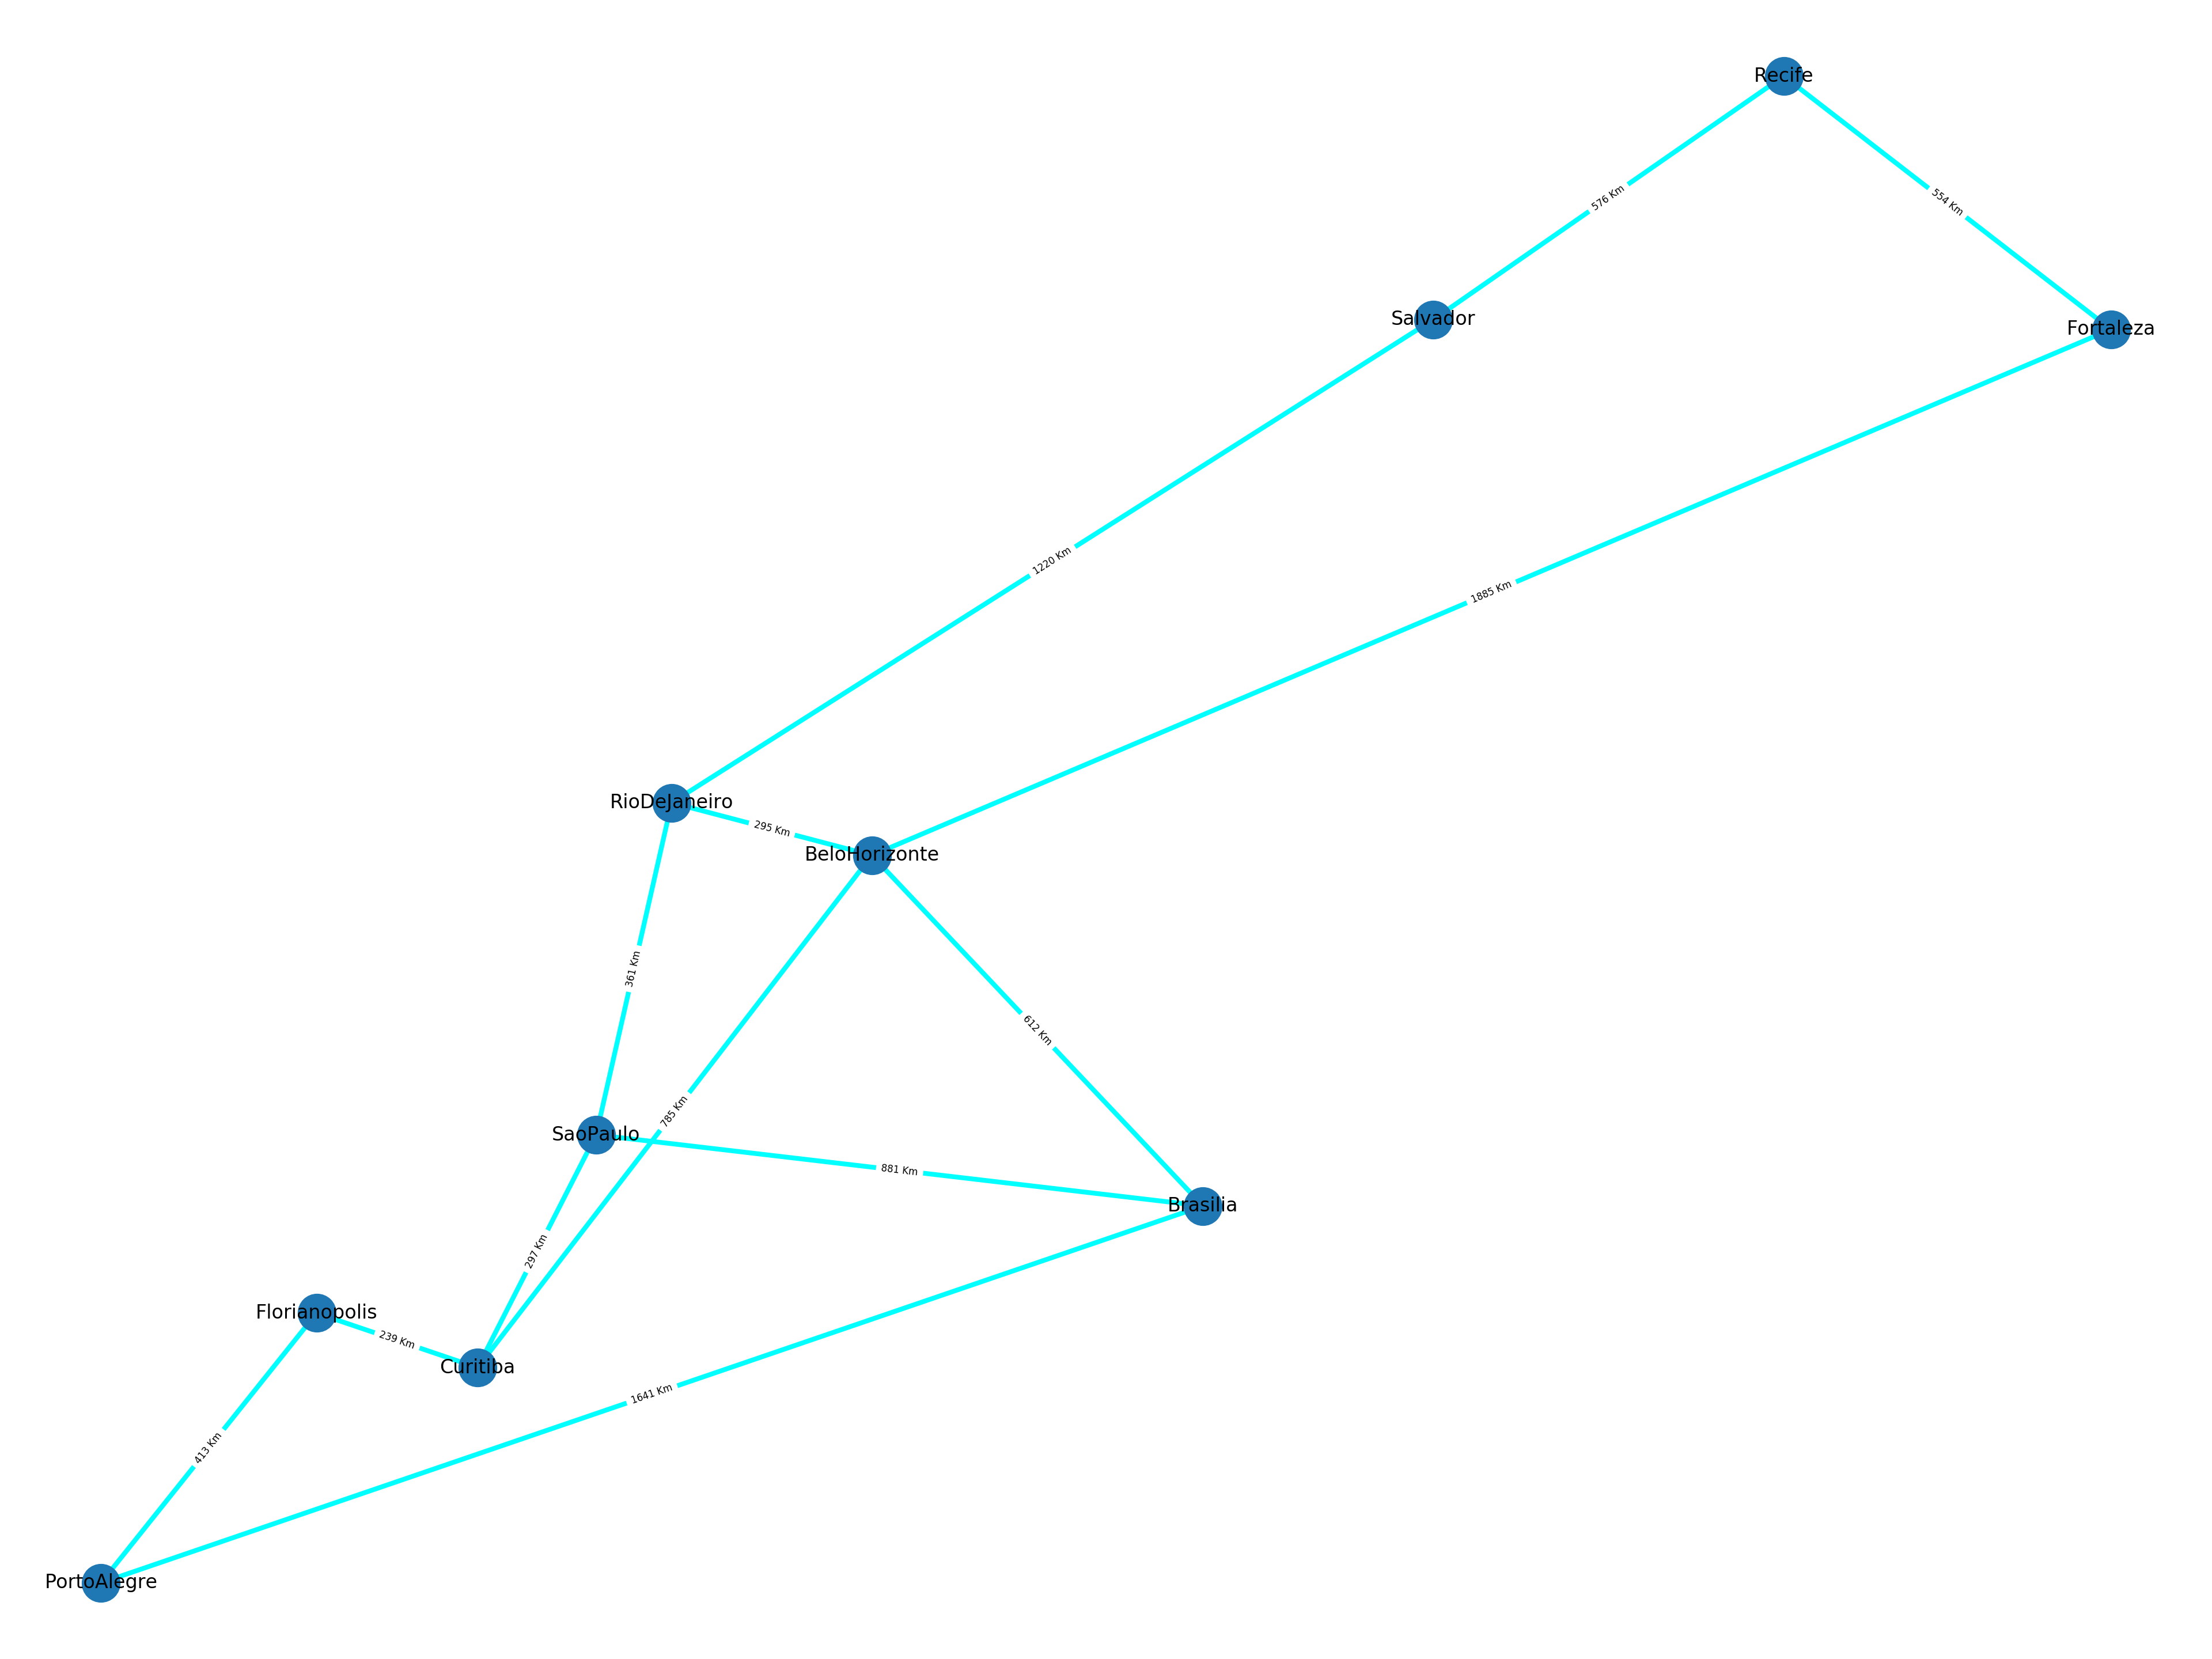 Recife
576 Km
554 Km
Salvador
Fortaleza
1220 Km
1885 Km
RioDeJaneiro
295 Km
BeloHorizonte
361 Km
612 Km
785 Km
SaoPaulo
881 Km
Brasilia
297 Km
Florianopolis
239 Km
Curitiba
1641 Km
413 Km
PortoAlegre